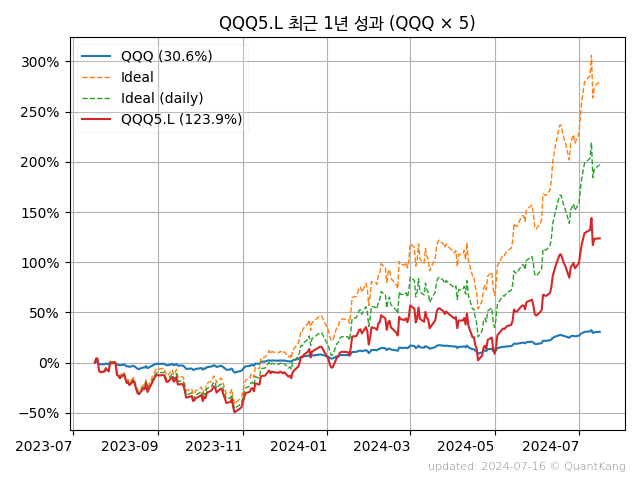 QQQ5.L 최근 1년 성과 (QQQ × 5)
QQQ (30.6%)
Ideal
Ideal (daily)
QQQ5.L (123.9%)
300%
250%
200%
150%
100%
50%
0%
−50%
2023-07 2023-09 2023-11 2024-01 2024-03 2024-05 2024-07
updated: 2024-07-16 © QuantKang